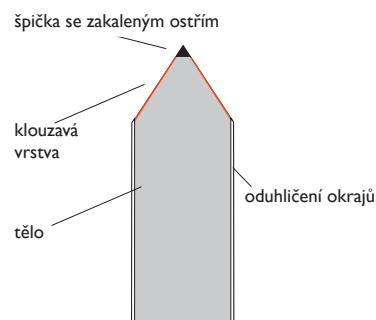 špička se zakaleným ostřím
klouzavá
vrstva
oduhličení okrajů
tělo